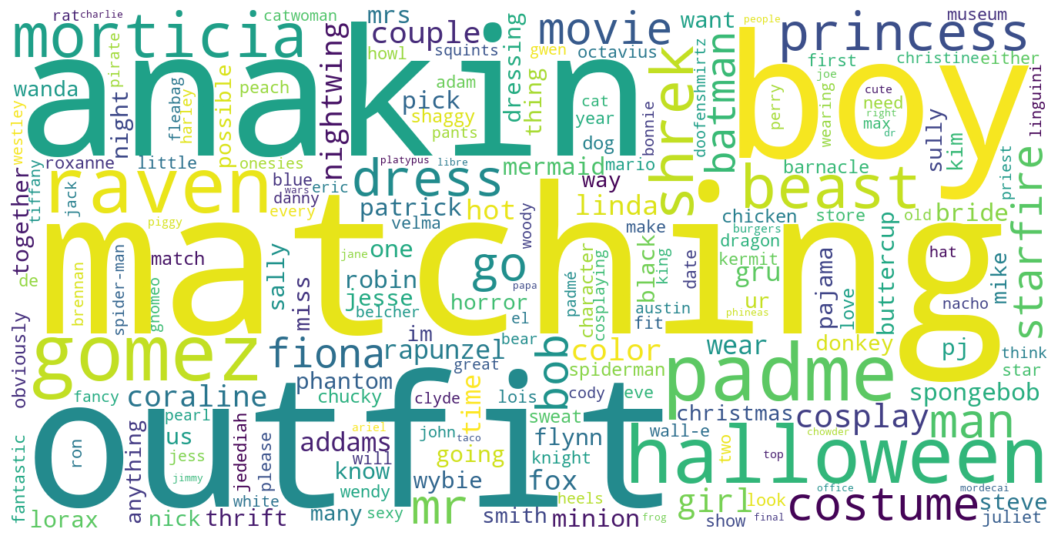 rat charlie catwoman mrs couple movie princess museum
morticia anakin boy
squints howl gwen octavius want first christine either
wanda pirate peach night possible fleabag harley adam pick shaggy pants nightwing dressing thing cat year dog doofenshmirtz bonnie batman shrek perry wearing joe cute need right max dr people sully kim linguini
westley roxanne little onesies platypus libre mermaid mario barnacle priest
tiffany jack raven blue wars danny eric every dress patrick velma hot woody way linda beast starfire
together piggy match sally miss one robin jesse belcher jane go horror el papa make date chicken burgers store old bride
matching
de brennan spider-man gnomeo im bear padmé character cosplaying black king dragon kermit gru ur austin fit phineas pajama love buttercup hat nacho mike
obviously gomez fiona rapunzel great bob color spiderman wear donkey pj think star
fancy coraline phantom chucky clyde time lois cody eve padme spongebob
outfit
pearl us ron jess jimmy anything jedediah please addams ariel will know john taco sweat flynn knight wall-e christmas cosplay man
fantastic lorax nick thrift white wendy many sexy mr wybie going heels smith fox minion frog girl two show look halloween chowder top final office mordecai costume steve juliet